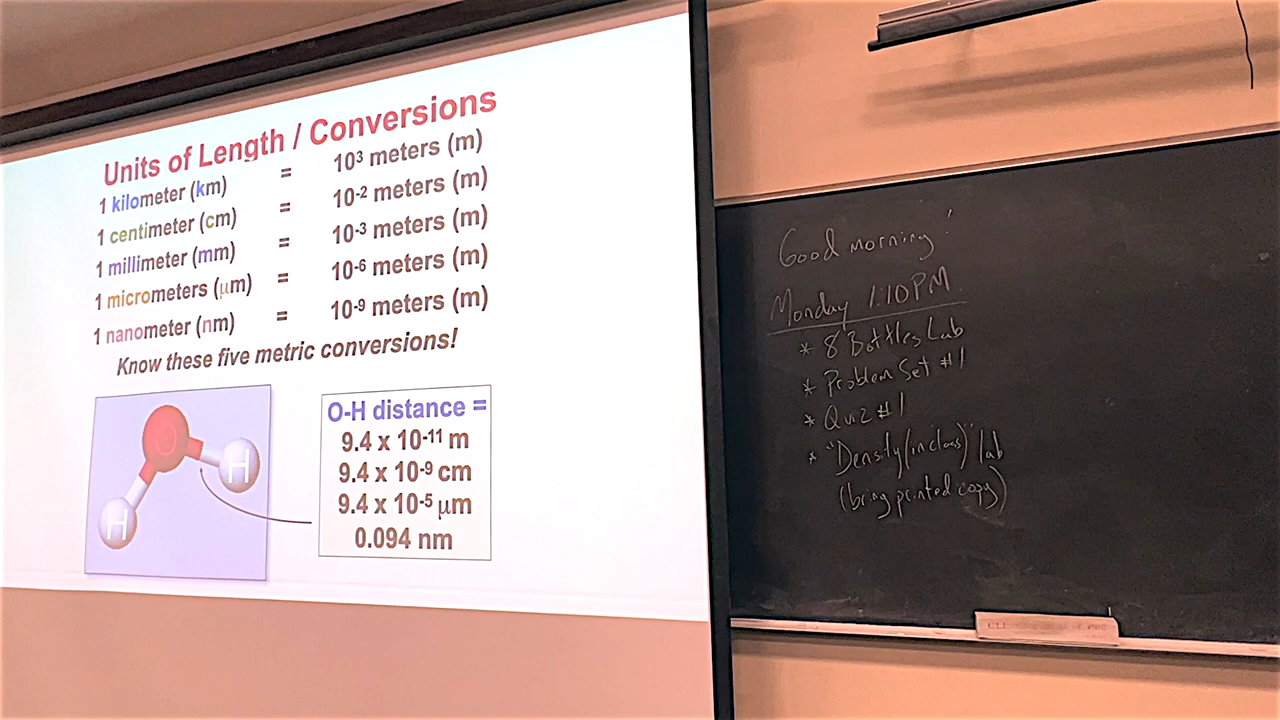 Units of Length / Conversions
1 kilometer (km) = 10³ meters (m)
1 centimeter (cm) = 10⁻² meters (m)
1 millimeter (mm) = 10⁻³ meters (m)
1 micrometers (μm) = 10⁻⁶ meters (m)
1 nanometer (nm) = 10⁻⁹ meters (m)
Know these five metric conversions!
O
H
H
O-H distance =
9.4 x 10⁻¹¹ m
9.4 x 10⁻⁹ cm
9.4 x 10⁻⁵ μm
0.094 nm
Good morning!
Monday 1:10PM
* 8 Bottles Lab
* Problem Set #1
* Quiz #1
* "Density (in class)" lab
(bring printed copy)